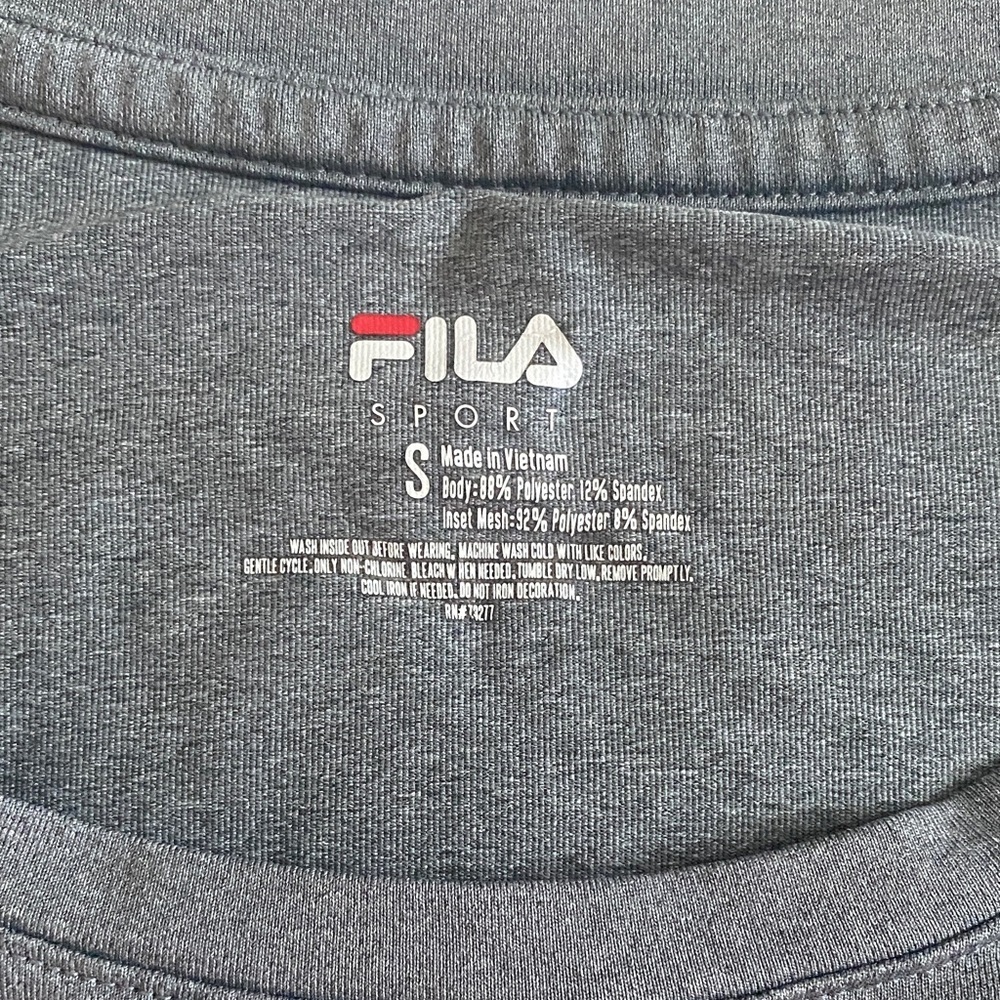 FILA
SPORT
S
Made in Vietnam
Body:88% Polyester 12% Spandex
Inset Mesh:92% Polyester 8% Spandex
WASH INSIDE OUT BEFORE WEARING. MACHINE WASH COLD WITH LIKE COLORS.
GENTLE CYCLE. ONLY NON-CHLORINE BLEACH WHEN NEEDED. TUMBLE DRY LOW. REMOVE PROMPTLY.
COOL IRON IF NEEDED. DO NOT IRON DECORATION.